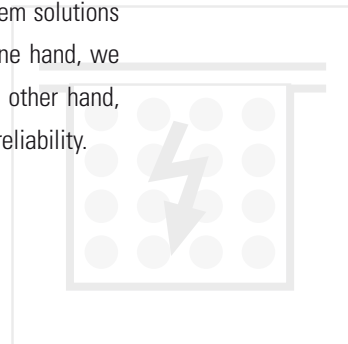 em solutions
ne hand, we
other hand,
reliability.